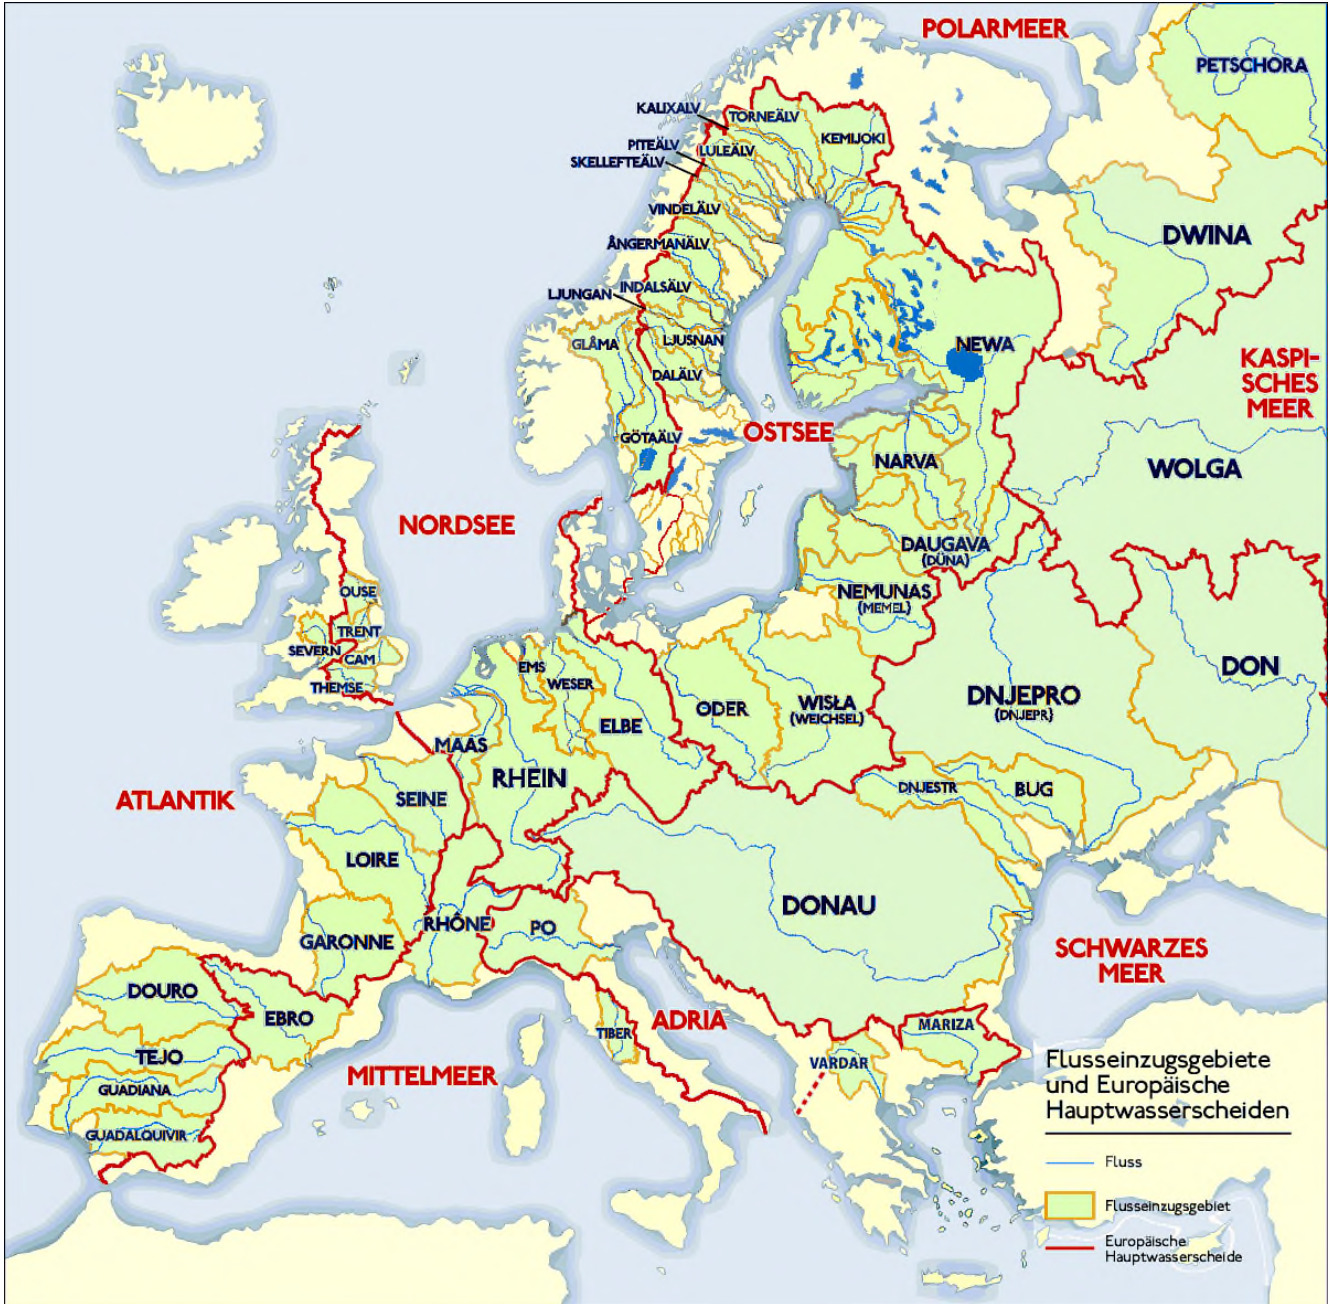 POLARMEER
PETSCHORA
KALIXALV
TORNEÄLV
KEMIJOKI
PITEÄLV
LULEÄLV
SKELLEFTEÄLV
VINDELÄLV
DWINA
ÅNGERMANÄLV
INDALSÄLV
LJUNGAN
GLÅMA
LJUSNAN
NEWA
KASPI-
SCHES
MEER
DALÄLV
GÖTAÄLV
OSTSEE
NARVA
WOLGA
NORDSEE
DAUGAVA
(DÜNA)
NEMUNAS
(MEMEL)
OUSE
TRENT
SEVERN
CAM
THEMSE
EMS
WESER
ELBE
ODER
WISŁA
(WEICHSEL)
DNJEPRO
(DNJEPR)
DON
MAAS
RHEIN
ATLANTIK
SEINE
DNJESTR
BUG
LOIRE
DONAU
RHÔNE
PO
GARONNE
SCHWARZES
MEER
DOURO
EBRO
TIBER
ADRIA
MARIZA
TEJO
VARDAR
MITTELMEER
GUADIANA
GUADALQUIVIR
Flusseinzugsgebiete
und Europäische
Hauptwasserscheiden
Fluss
Flusseinzugsgebiet
Europäische
Hauptwasserscheide